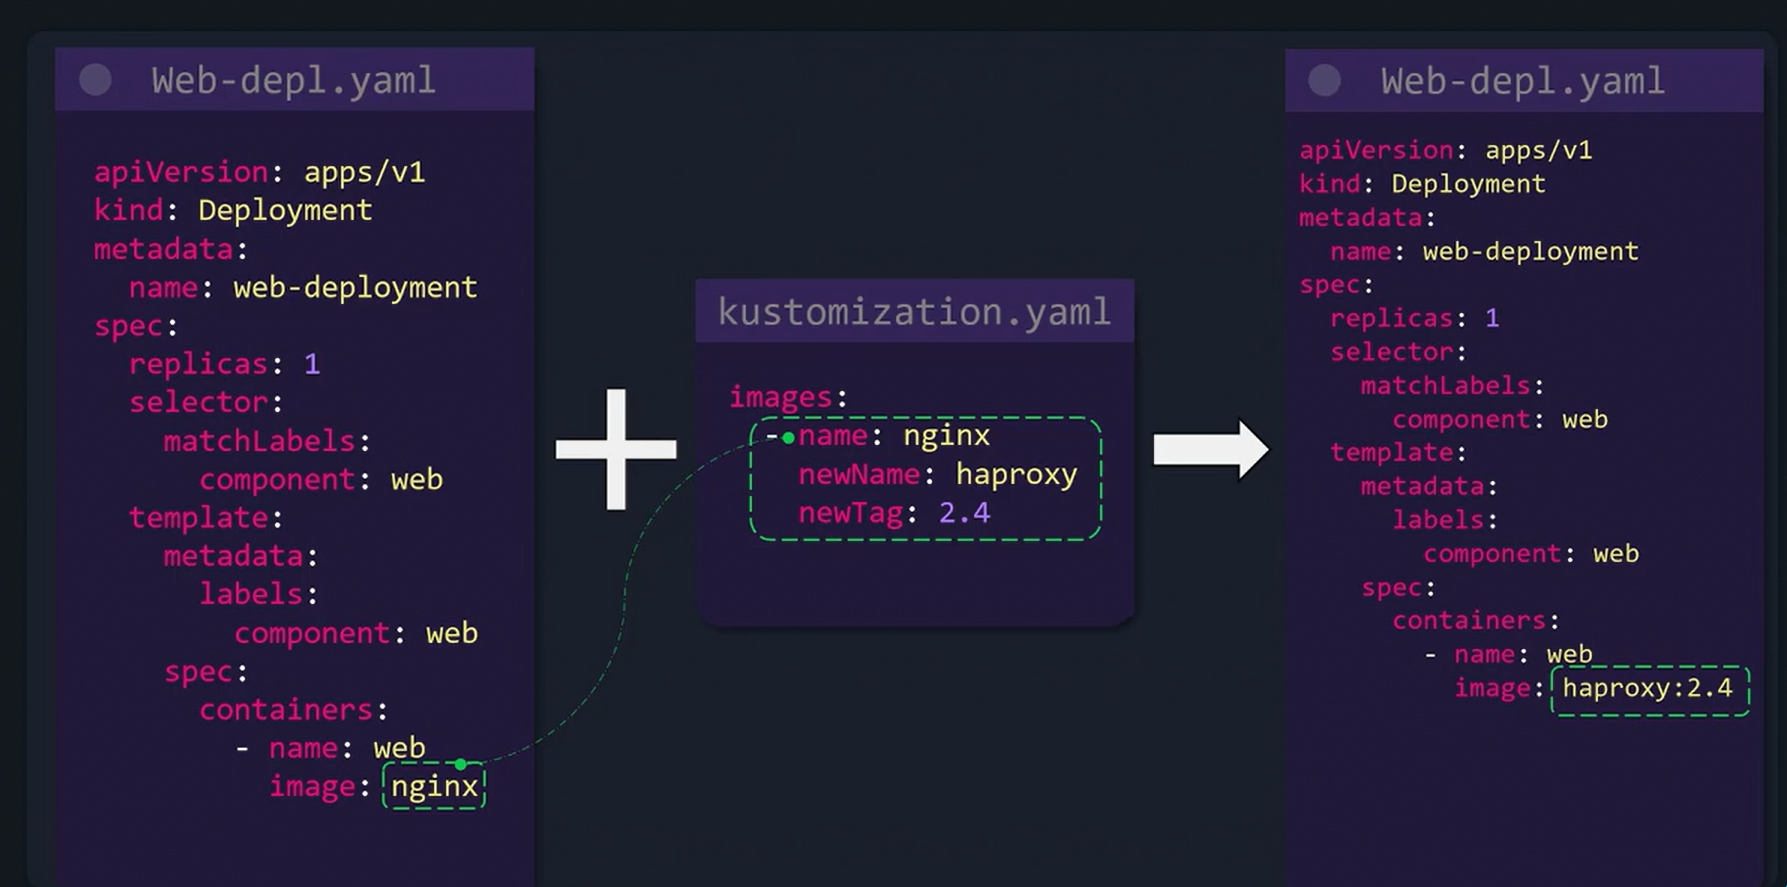 Web-depl.yaml
apiVersion: apps/v1
kind: Deployment
metadata:
  name: web-deployment
spec:
  replicas: 1
  selector:
    matchLabels:
      component: web
  template:
    metadata:
      labels:
        component: web
    spec:
      containers:
        - name: web
          image: nginx
kustomization.yaml
images:
  - name: nginx
    newName: haproxy
    newTag: 2.4
Web-depl.yaml
apiVersion: apps/v1
kind: Deployment
metadata:
  name: web-deployment
spec:
  replicas: 1
  selector:
    matchLabels:
      component: web
  template:
    metadata:
      labels:
        component: web
    spec:
      containers:
        - name: web
          image: haproxy:2.4